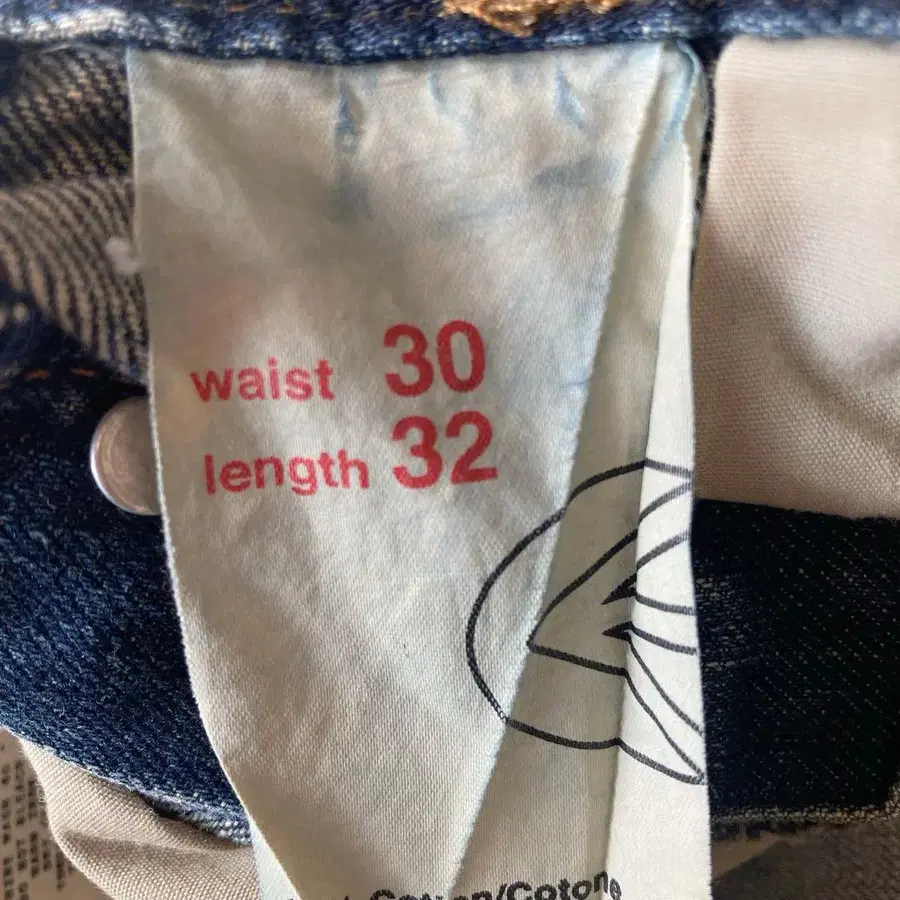 waist 30
length 32
Cotton/Cotone